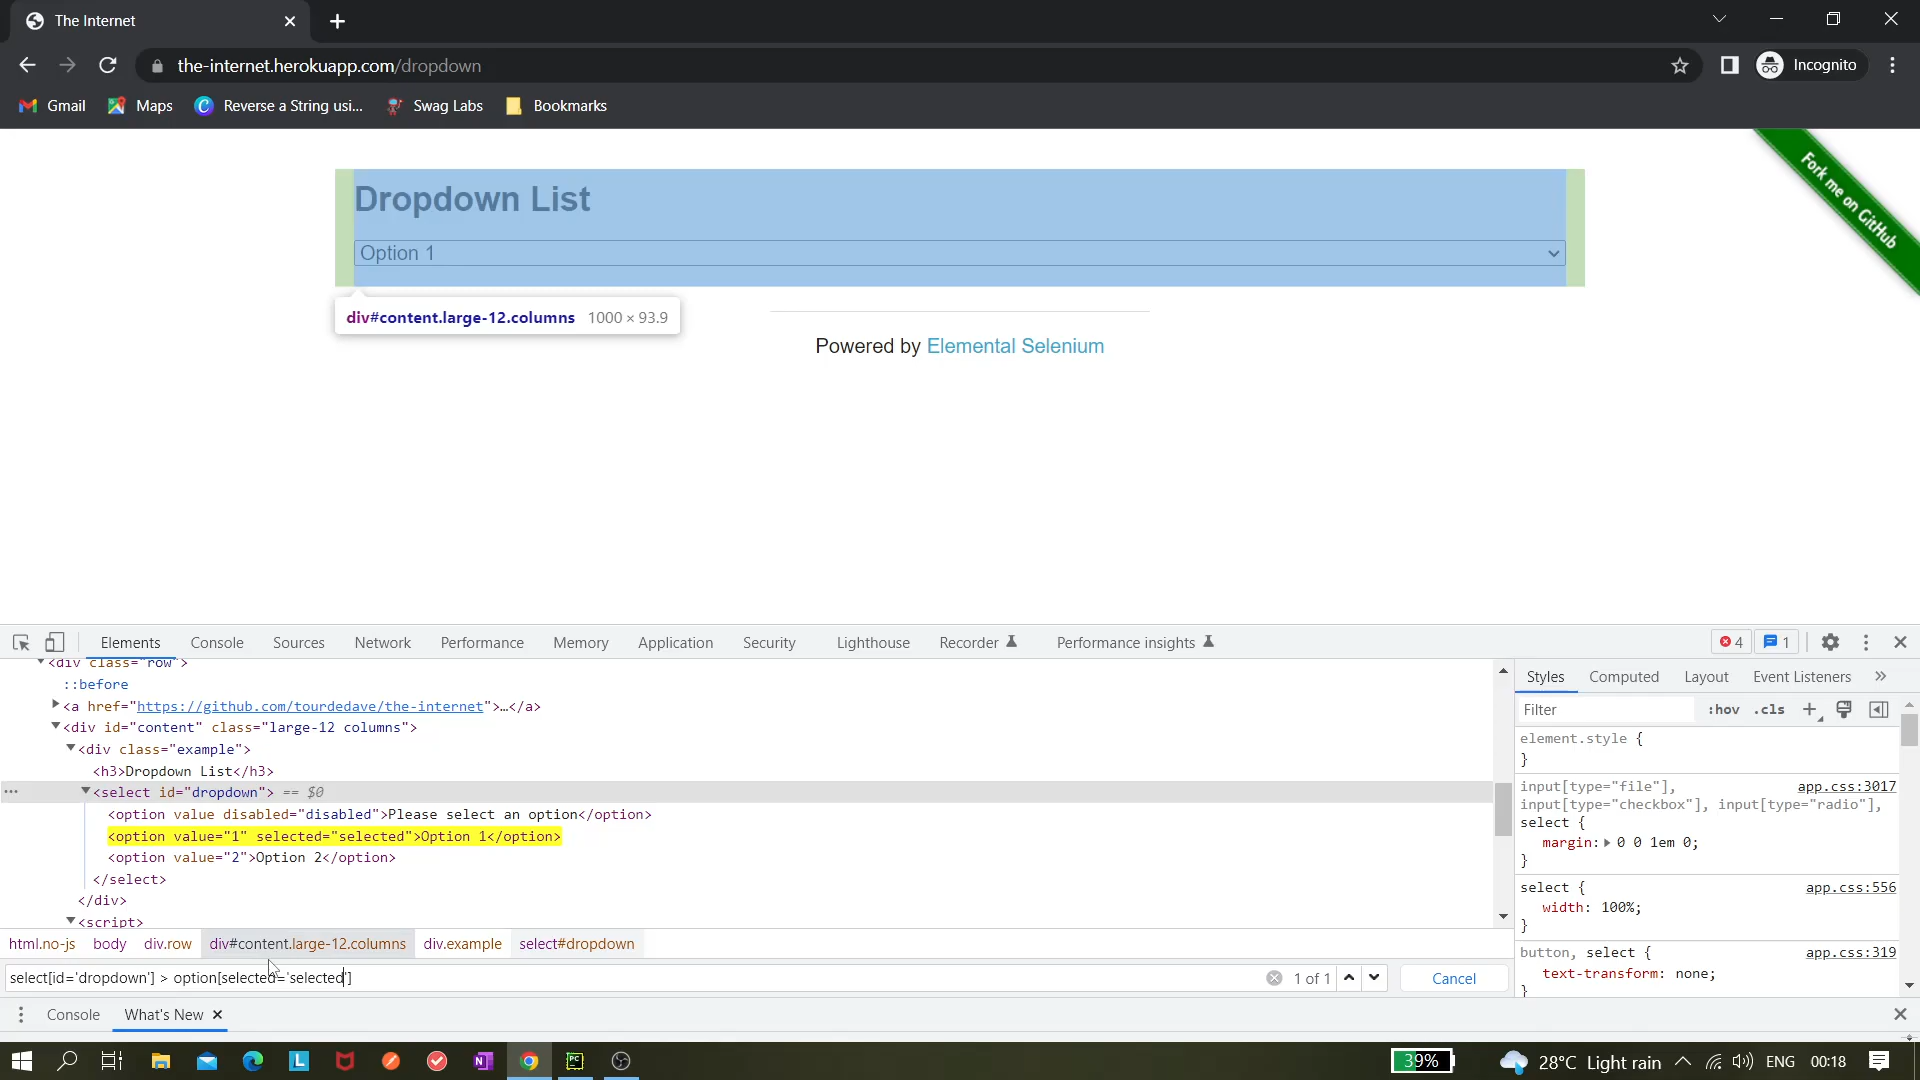 The Internet
the-internet.herokuapp.com/dropdown
Incognito
Gmail
Maps
Reverse a String usi...
Swag Labs
Bookmarks
Fork me on GitHub
Dropdown List
Option 1
div#content.large-12.columns 1000 × 93.9
Powered by Elemental Selenium
Elements
Console
Sources
Network
Performance
Memory
Application
Security
Lighthouse
Recorder
Performance insights
4
1
<div class="row">
::before
<a href="https://github.com/tourdedave/the-internet">…</a>
<div id="content" class="large-12 columns">
<div class="example">
<h3>Dropdown List</h3>
<select id="dropdown"> == $0
<option value disabled="disabled">Please select an option</option>
<option value="1" selected="selected">Option 1</option>
<option value="2">Option 2</option>
</select>
</div>
<script>
html.no-js
body
div.row
div#content.large-12.columns
div.example
select#dropdown
select[id='dropdown'] > option[selected='selected']
1 of 1
Cancel
Styles
Computed
Layout
Event Listeners
Filter
:hov
.cls
element.style {
}
input[type="file"], app.css:3017
input[type="checkbox"], input[type="radio"],
select {
margin: 0 0 1em 0;
}
select { app.css:556
width: 100%;
}
button, select { app.css:319
text-transform: none;
}
Console
What's New
39%
28°C Light rain
ENG
00:18